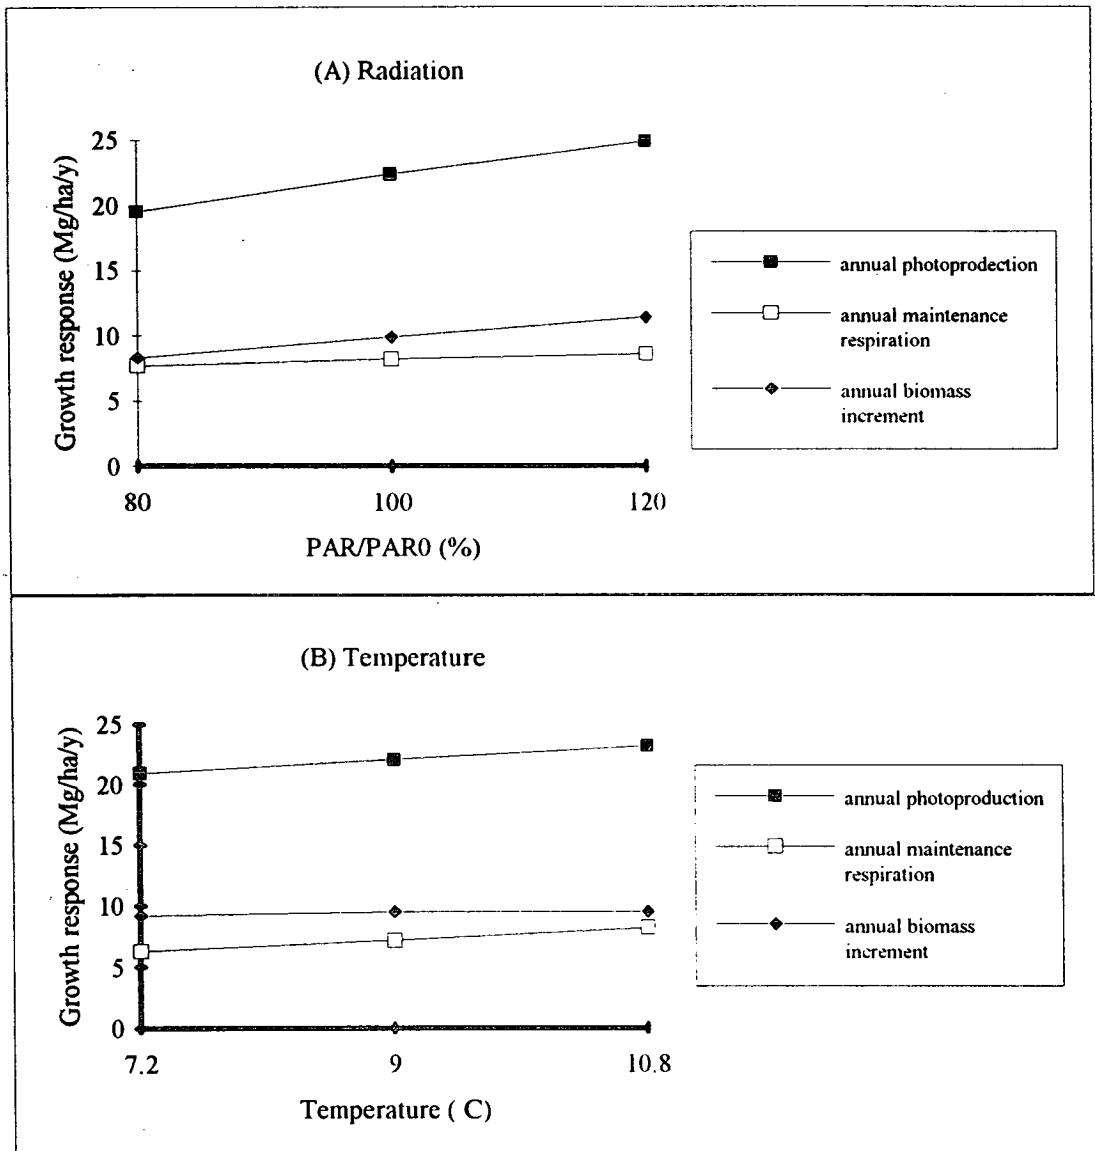 (A) Radiation
Growth response (Mg/ha/y)
25
20
15
10
5
0
80
100
120
PAR/PAR0 (%)
annual photoprodection
annual maintenance
respiration
annual biomass
increment
(B) Temperature
Growth response (Mg/ha/y)
25
20
15
10
5
0
7.2
9
10.8
Temperature ( C)
annual photoproduction
annual maintenance
respiration
annual biomass
increment